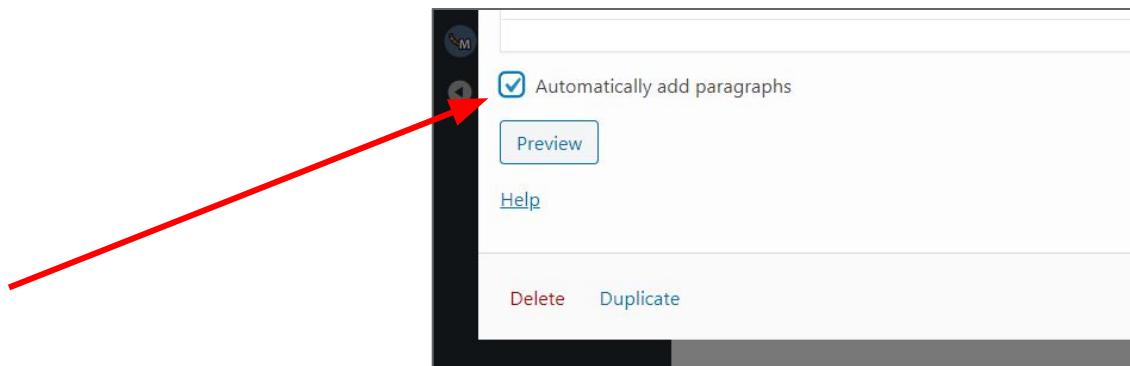 M
Automatically add paragraphs
Preview
Help
Delete Duplicate